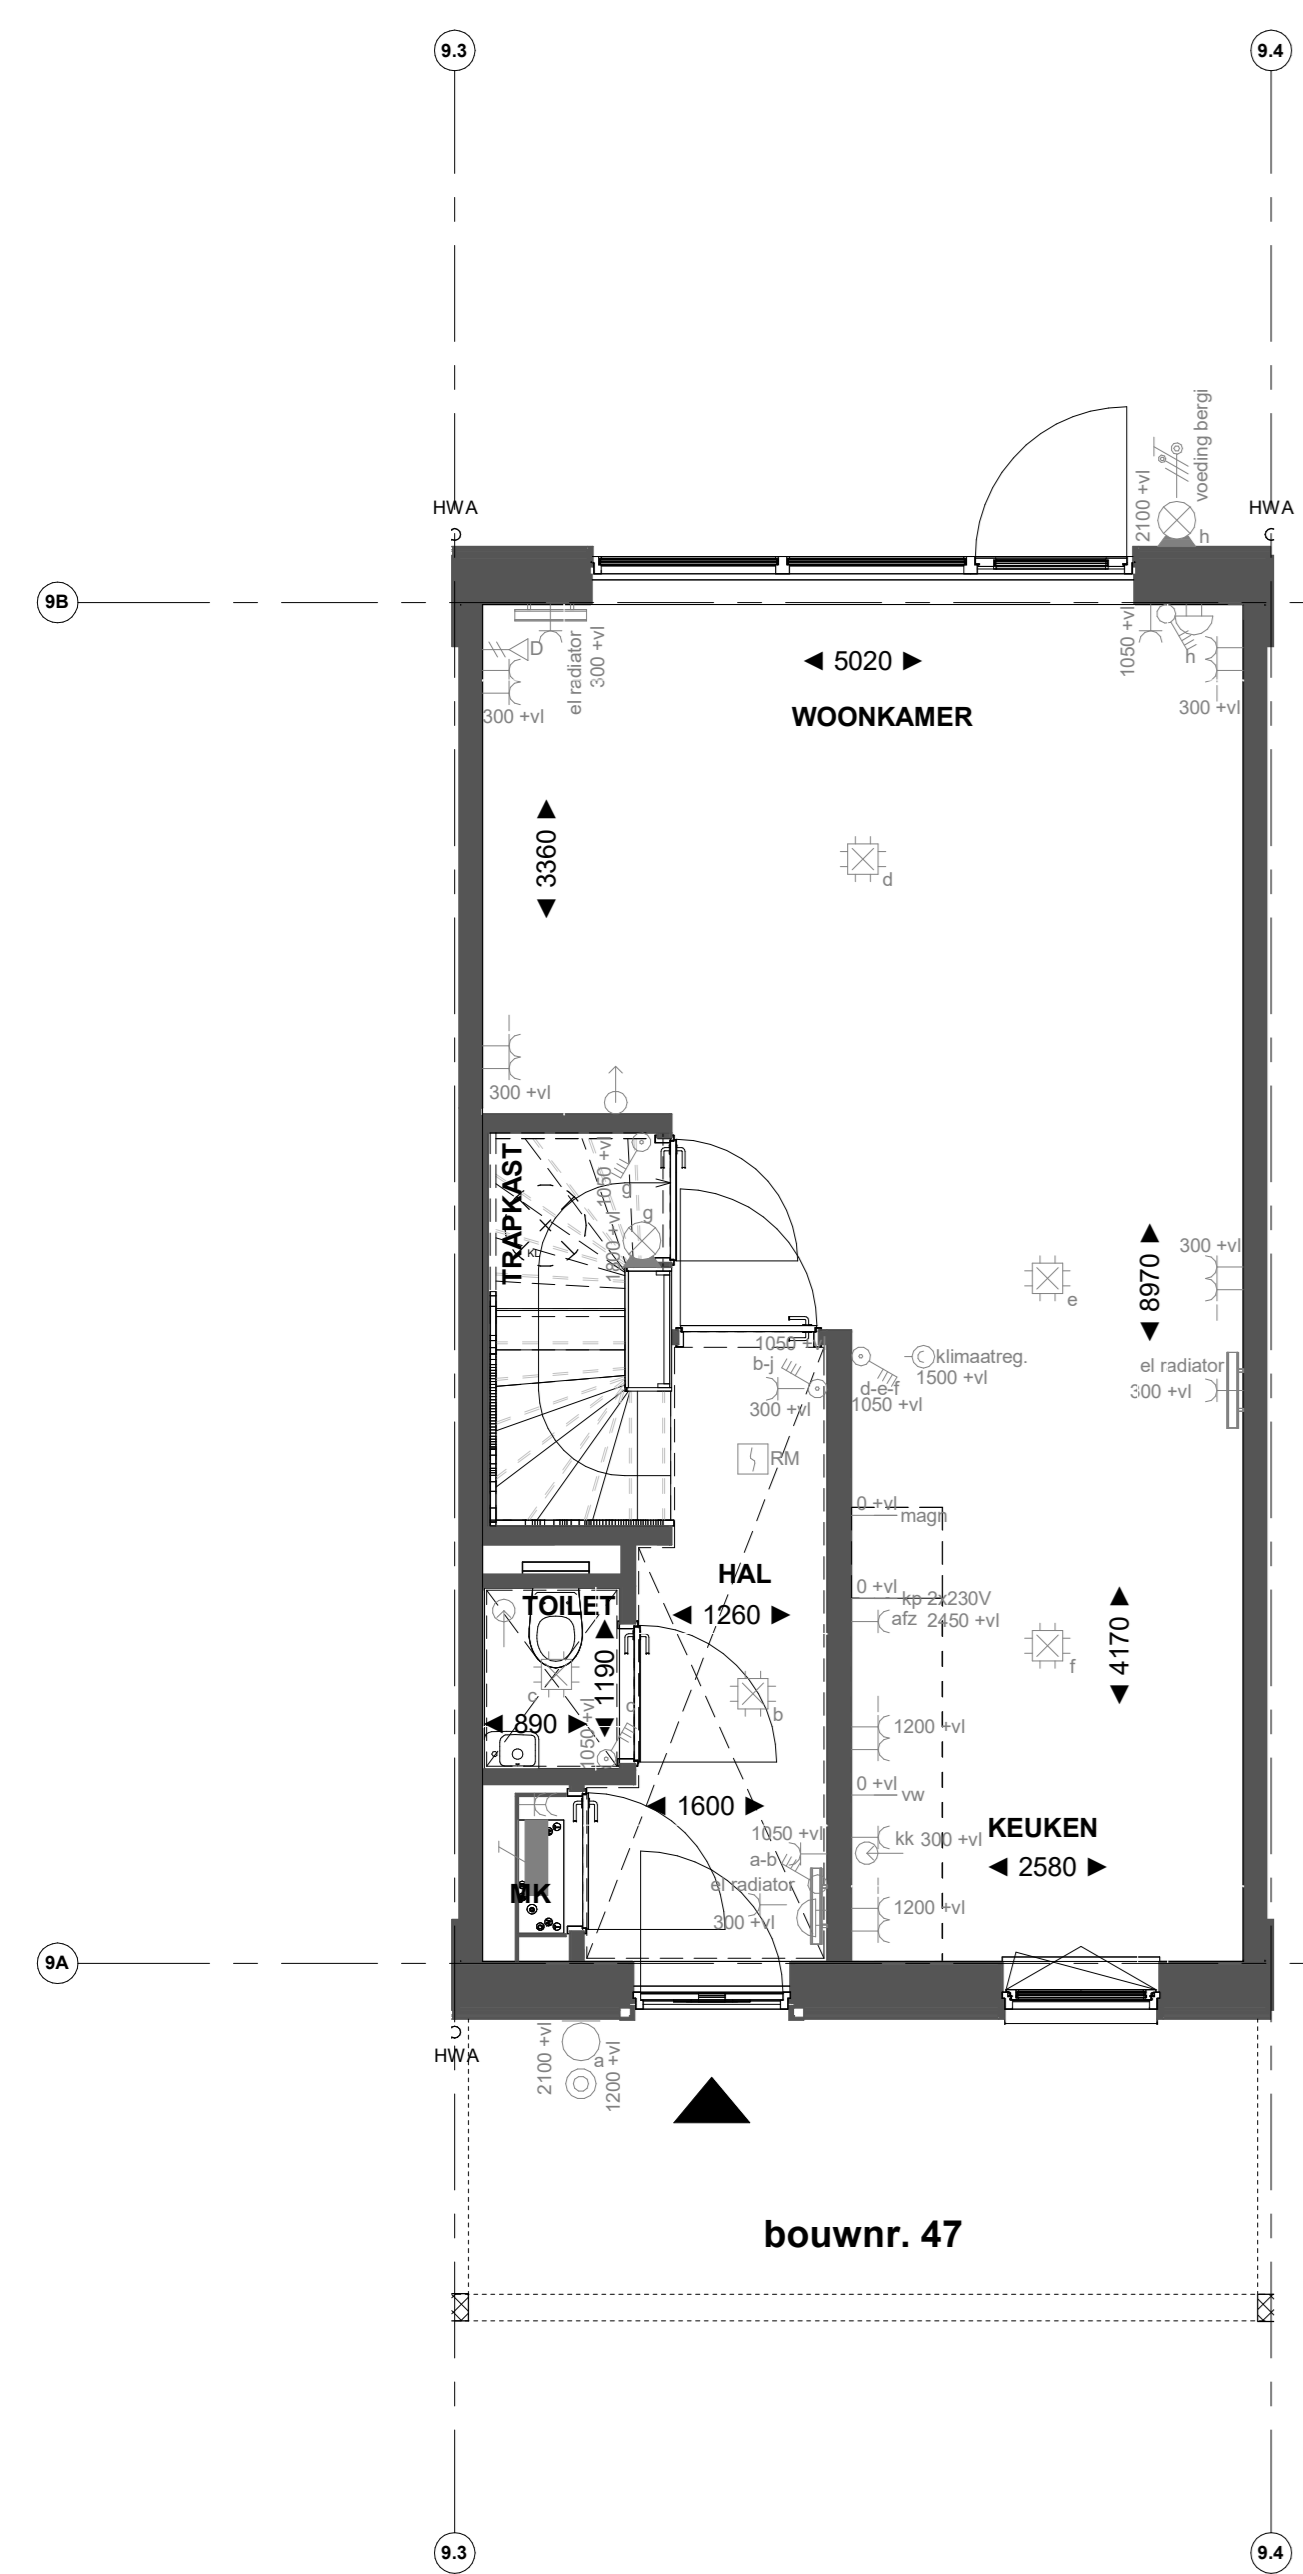 9.3
9.4
voeding bergi
2100 +vl
HWA
HWA
h
9B
D
300 +vl
el radiator
300 +vl
◄ 5020 ►
WOONKAMER
1050 +vl
h
300 +vl
◄ 3360 ►
d
300 +vl
TRAPKAST
1050 +vl
g
g
1800 +vl
KL
◄ 8970 ►
300 +vl
e
1050 +vl
b-j
300 +vl
d-e-f
1050 +vl
klimaatreg.
1500 +vl
el radiator
300 +vl
RM
0 +vl
magn
HAL
◄ 1260 ►
0 +vl
kp 2x230V
afz 2450 +vl
TOILET
◄ 1190 ►
c
c
◄ 890 ►
1050 +vl
b
f
◄ 4170 ►
1200 +vl
0 +vl
vw
◄ 1600 ►
KEUKEN
◄ 2580 ►
1050 +vl
a-b
kk 300 +vl
el radiator
300 +vl
1200 +vl
MK
9A
HWA
2100 +vl
a
1200 +vl
bouwnr. 47
9.3
9.4